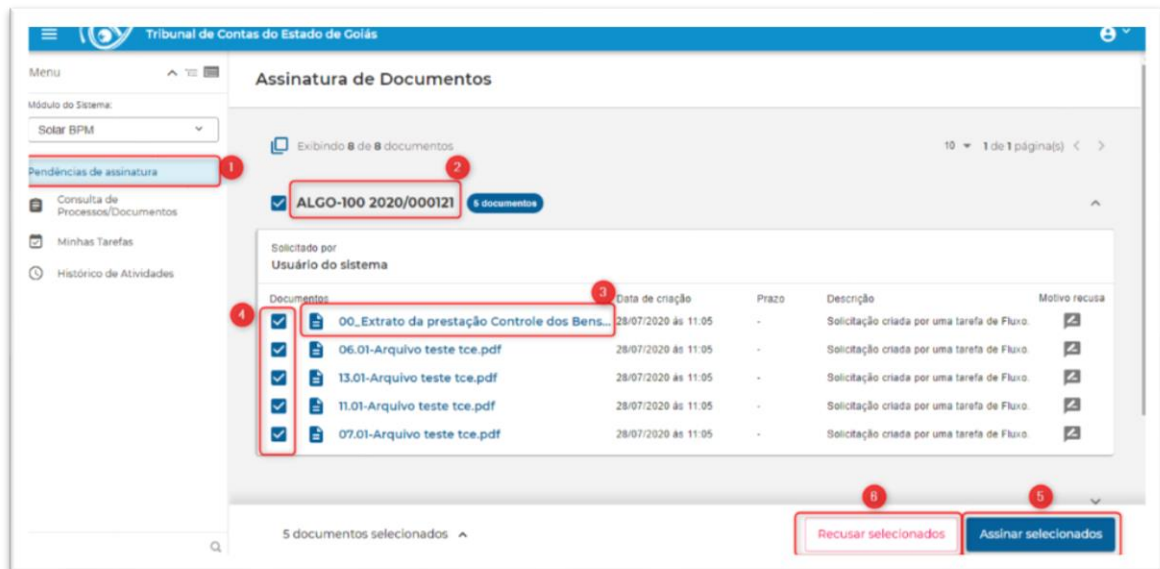 Tribunal de Contas do Estado de Goiás
Menu
Módulo do Sistema:
Solar BPM
Pendências de assinatura
1
Consulta de
Processos/Documentos
Minhas Tarefas
Histórico de Atividades
Assinatura de Documentos
Exibindo 8 de 8 documentos
10 1 de 1 página(s)
2
ALGO-100 2020/000121 5 documentos
Solicitado por
Usuário do sistema
3
Documentos Data de criação Prazo Descrição Motivo recusa
4
00_Extrato da prestação Controle dos Bens... 28/07/2020 às 11:05 - Solicitação criada por uma tarefa de Fluxo.
06.01-Arquivo teste tce.pdf 28/07/2020 às 11:05 - Solicitação criada por uma tarefa de Fluxo.
13.01-Arquivo teste tce.pdf 28/07/2020 às 11:05 - Solicitação criada por uma tarefa de Fluxo.
11.01-Arquivo teste tce.pdf 28/07/2020 às 11:05 - Solicitação criada por uma tarefa de Fluxo.
07.01-Arquivo teste tce.pdf 28/07/2020 às 11:05 - Solicitação criada por uma tarefa de Fluxo.
6 5
5 documentos selecionados Recusar selecionados Assinar selecionados